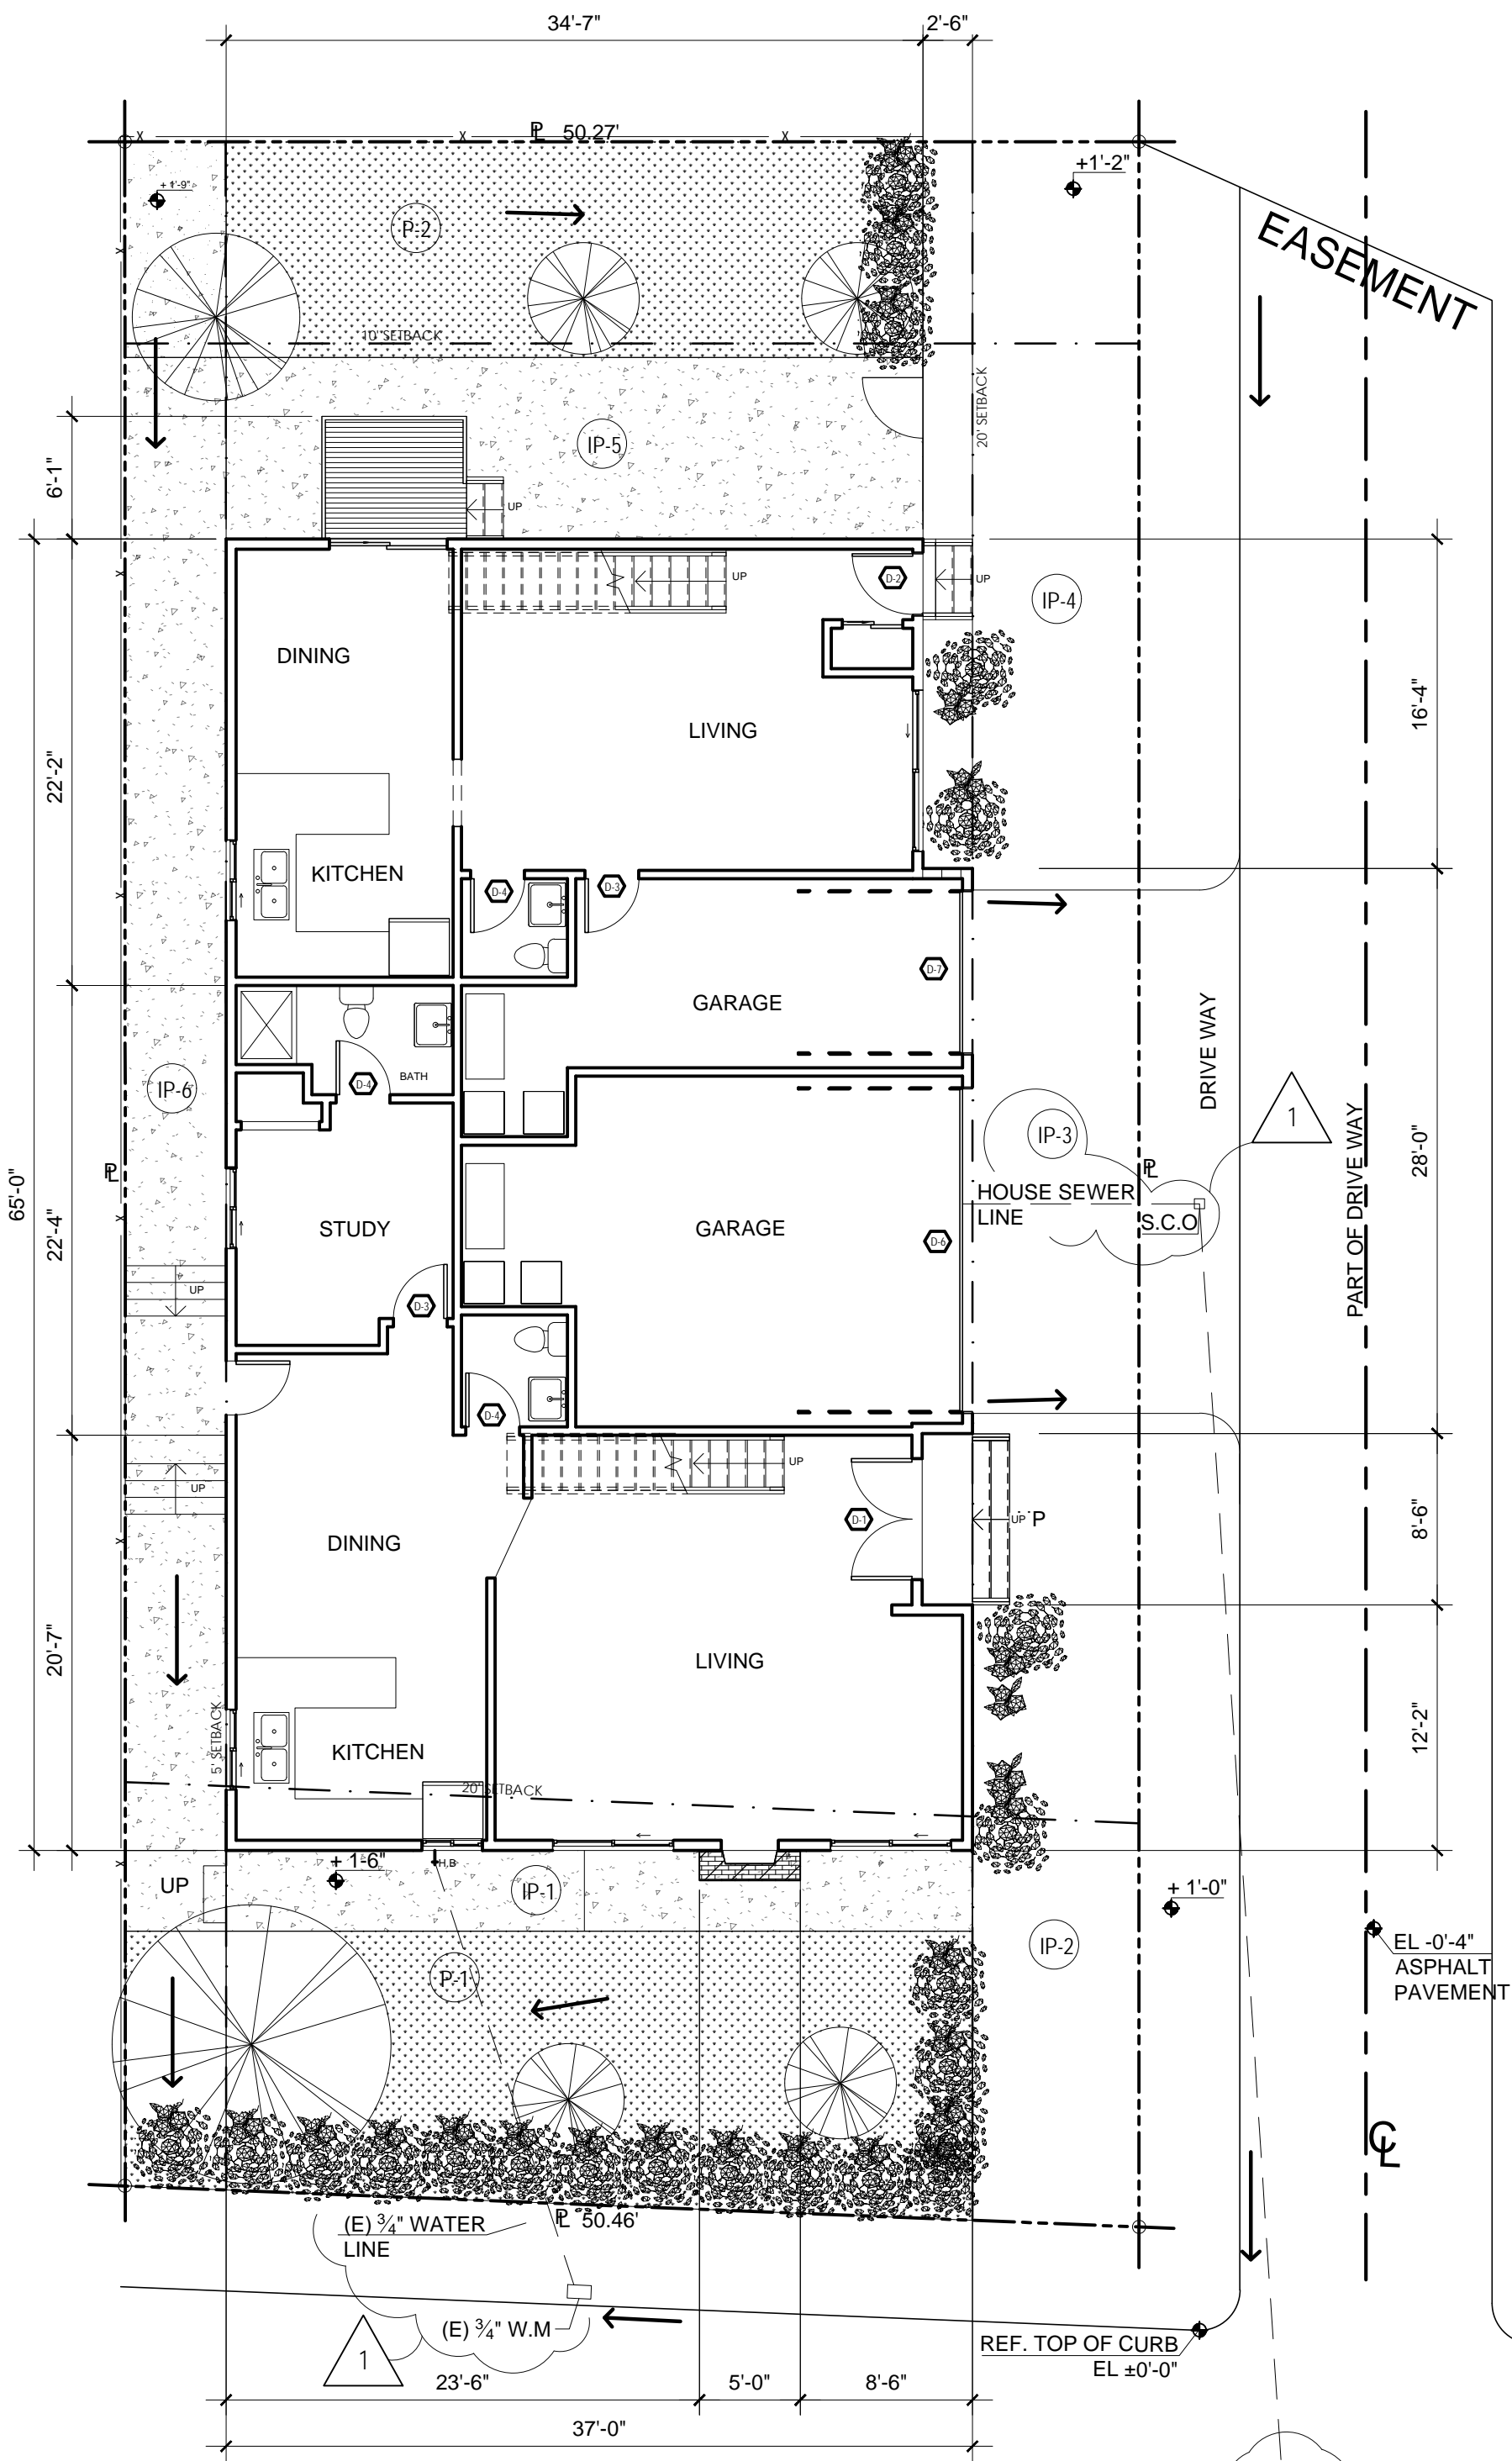 34'-7"
2'-6"
PL 50.27'
X
X
X
+1'-2"
+ 1'-9"
EASEMENT
P-2
10' SETBACK
X
20' SETBACK
IP-5
6'-1"
UP
UP
D-2
UP
X
IP-4
DINING
LIVING
16'-4"
22'-2"
KITCHEN
D-4
D-3
X
D-7
GARAGE
DRIVE WAY
BATH
D-4
IP-6
1
IP-3
PL
PL
28'-0"
65'-0"
HOUSE SEWER
LINE
S.C.O
PART OF DRIVE WAY
X
22'-4"
STUDY
GARAGE
D-6
UP
D-3
D-4
UP
UP
D-1
UP
P
X
8'-6"
DINING
20'-7"
LIVING
5' SETBACK
KITCHEN
20' SETBACK
12'-2"
+ 1-6"
H.B
X
UP
IP-1
+ 1'-0"
IP-2
EL -0'-4"
ASPHALT
PAVEMENT
P-1
CL
(E) 3/4" WATER
LINE
PL 50.46'
(E) 3/4" W.M
1
REF. TOP OF CURB
EL ±0'-0"
23'-6"
5'-0"
8'-6"
37'-0"